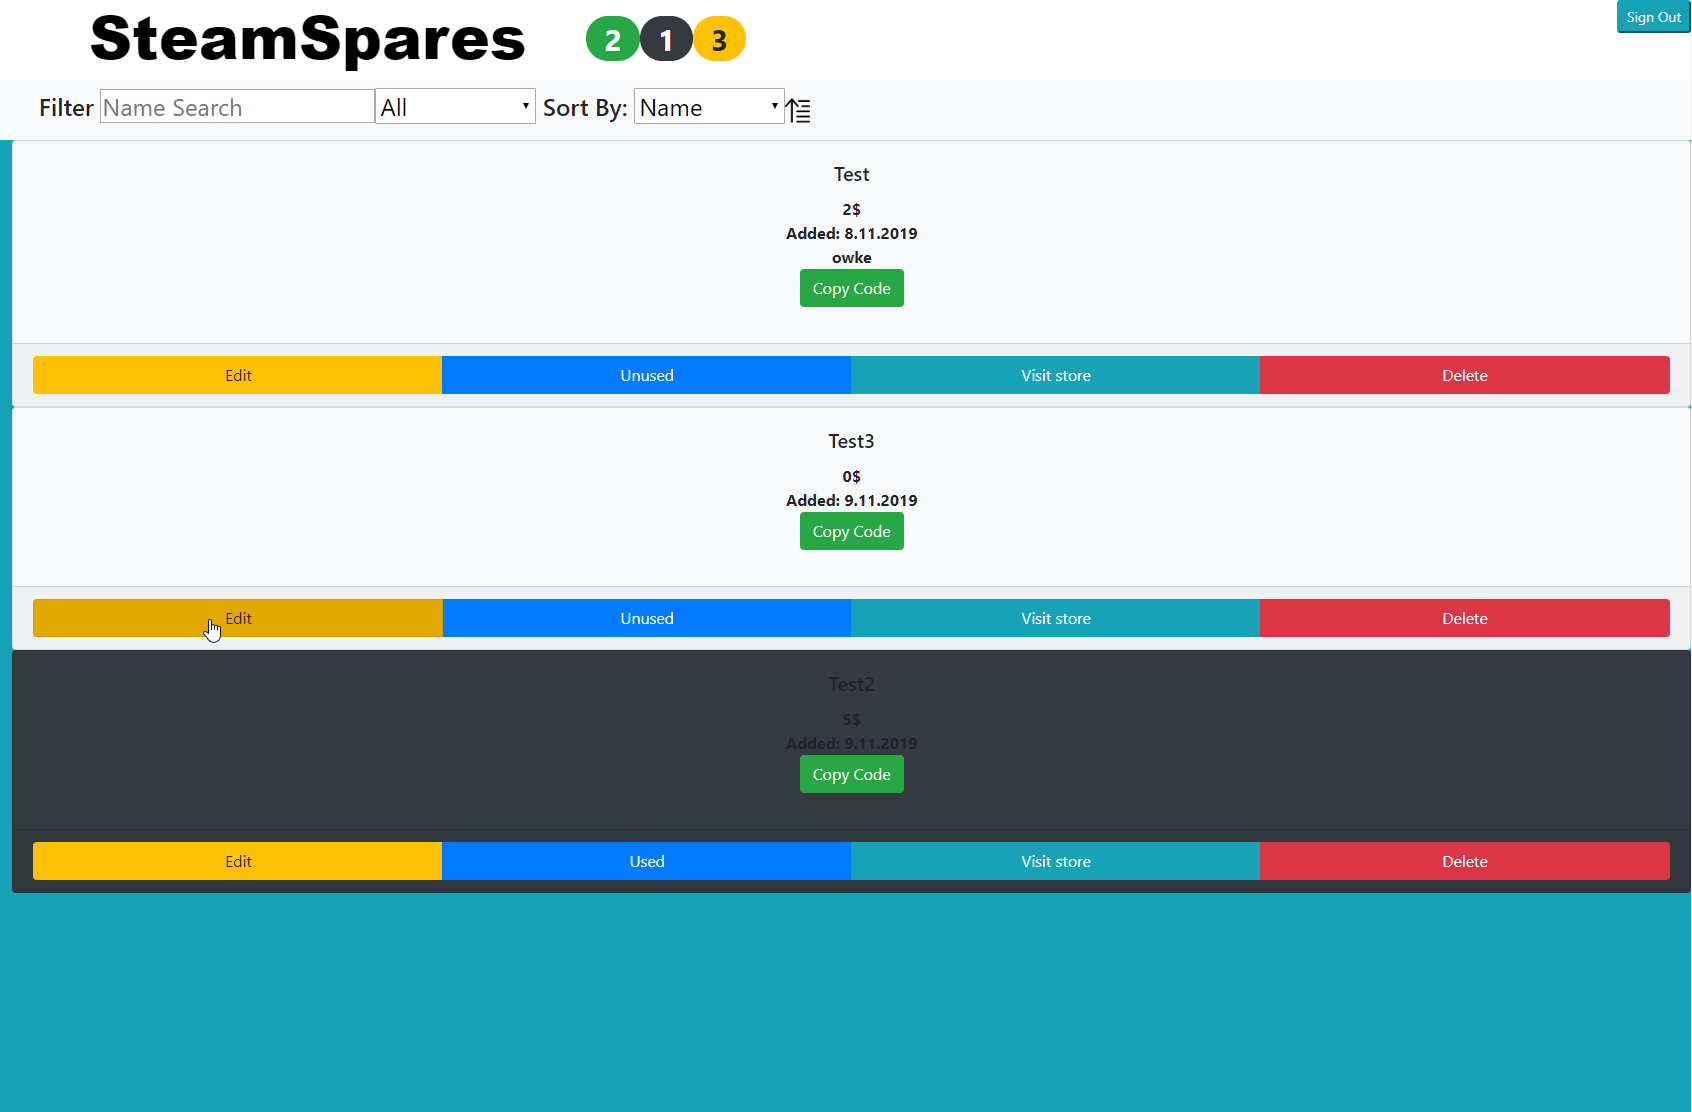 SteamSpares 2 1 3 Sign Out
Filter Name Search All Sort By: Name
Test
2$
Added: 8.11.2019
owke
Copy Code
Edit Unused Visit store Delete
Test3
0$
Added: 9.11.2019
Copy Code
Edit Unused Visit store Delete
Test2
5$
Added: 9.11.2019
Copy Code
Edit Used Visit store Delete